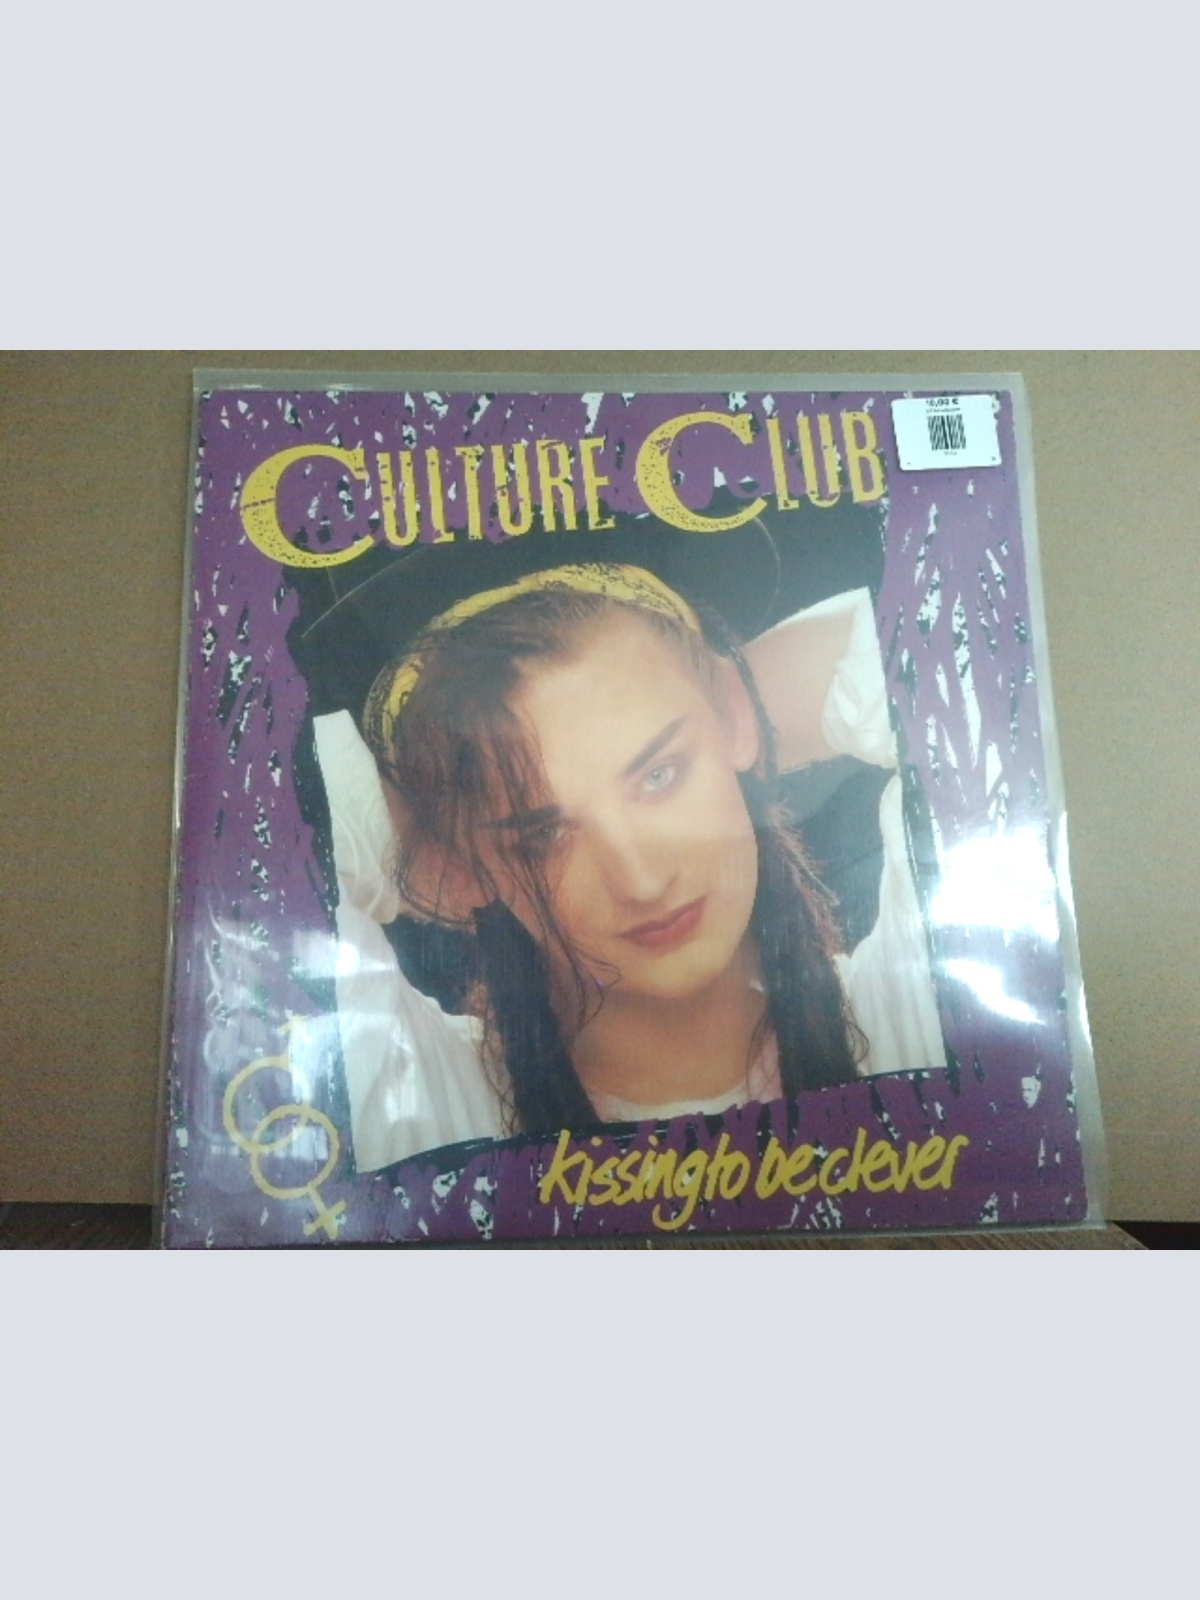 10,00 €
CULTURE CLUB
kissing to be clever